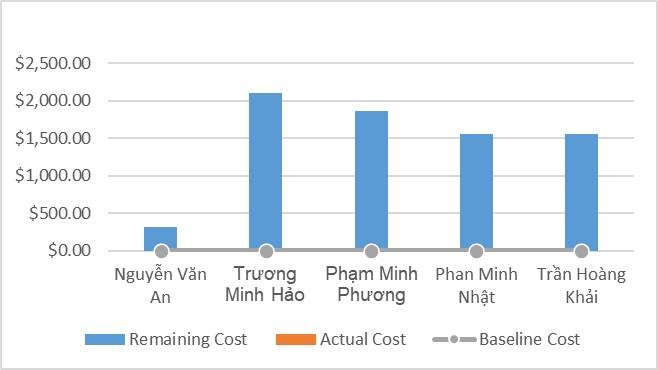 $2,500.00
$2,000.00
$1,500.00
$1,000.00
$500.00
$0.00
Nguyễn Văn
An
Trương
Minh Hảo
Phạm Minh
Phương
Phan Minh
Nhật
Trần Hoàng
Khải
Remaining Cost
Actual Cost
Baseline Cost